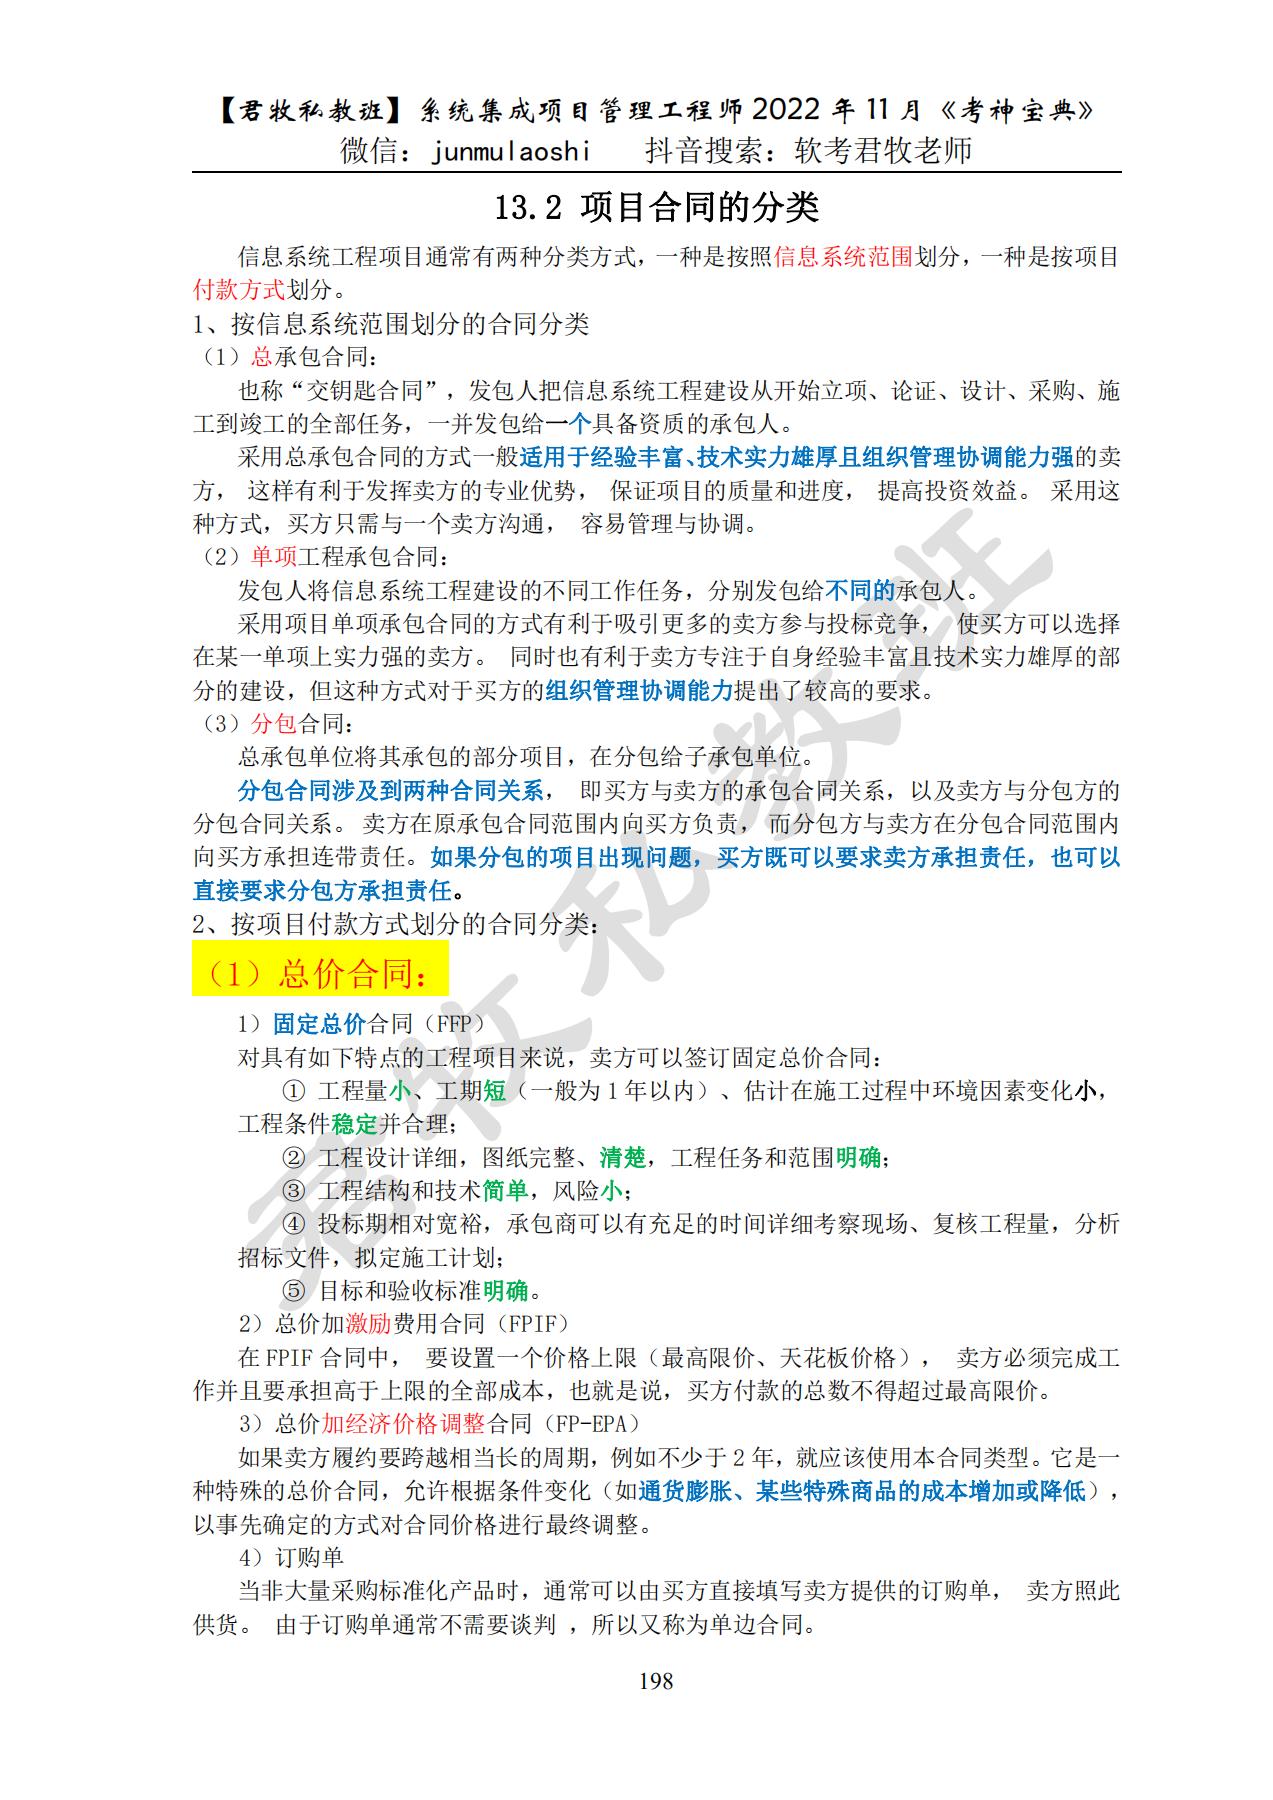 【君牧私教班】系统集成项目管理工程师 2022 年 11 月《考神宝典》
微信：junmulaoshi 抖音搜索：软考君牧老师
13.2 项目合同的分类
信息系统工程项目通常有两种分类方式，一种是按照信息系统范围划分，一种是按项目
付款方式划分。
1、按信息系统范围划分的合同分类
（1）总承包合同：
也称“交钥匙合同”，发包人把信息系统工程建设从开始立项、论证、设计、采购、施
工到竣工的全部任务，一并发包给一个具备资质的承包人。
采用总承包合同的方式一般适用于经验丰富、技术实力雄厚且组织管理协调能力强的卖
方， 这样有利于发挥卖方的专业优势， 保证项目的质量和进度， 提高投资效益。 采用这
种方式，买方只需与一个卖方沟通， 容易管理与协调。
（2）单项工程承包合同：
发包人将信息系统工程建设的不同工作任务，分别发包给不同的承包人。
采用项目单项承包合同的方式有利于吸引更多的卖方参与投标竞争， 使买方可以选择
在某一单项上实力强的卖方。 同时也有利于卖方专注于自身经验丰富且技术实力雄厚的部
分的建设，但这种方式对于买方的组织管理协调能力提出了较高的要求。
（3）分包合同：
总承包单位将其承包的部分项目，在分包给子承包单位。
分包合同涉及到两种合同关系， 即买方与卖方的承包合同关系，以及卖方与分包方的
分包合同关系。 卖方在原承包合同范围内向买方负责， 而分包方与卖方在分包合同范围内
向买方承担连带责任。如果分包的项目出现问题，买方既可以要求卖方承担责任，也可以
直接要求分包方承担责任。
2、按项目付款方式划分的合同分类：
（1）总价合同：
1）固定总价合同（FFP）
对具有如下特点的工程项目来说，卖方可以签订固定总价合同：
① 工程量小、工期短（一般为 1 年以内）、估计在施工过程中环境因素变化小，
工程条件稳定并合理；
② 工程设计详细，图纸完整、清楚，工程任务和范围明确；
③ 工程结构和技术简单，风险小；
④ 投标期相对宽裕，承包商可以有充足的时间详细考察现场、复核工程量，分析
招标文件，拟定施工计划；
⑤ 目标和验收标准明确。
2）总价加激励费用合同（FPIF）
在 FPIF 合同中， 要设置一个价格上限（最高限价、天花板价格）， 卖方必须完成工
作并且要承担高于上限的全部成本，也就是说，买方付款的总数不得超过最高限价。
3）总价加经济价格调整合同（FP-EPA）
如果卖方履约要跨越相当长的周期，例如不少于 2 年，就应该使用本合同类型。它是一
种特殊的总价合同，允许根据条件变化（如通货膨胀、某些特殊商品的成本增加或降低），
以事先确定的方式对合同价格进行最终调整。
4）订购单
当非大量采购标准化产品时，通常可以由买方直接填写卖方提供的订购单， 卖方照此
供货。 由于订购单通常不需要谈判 ，所以又称为单边合同。
198
君牧私教班